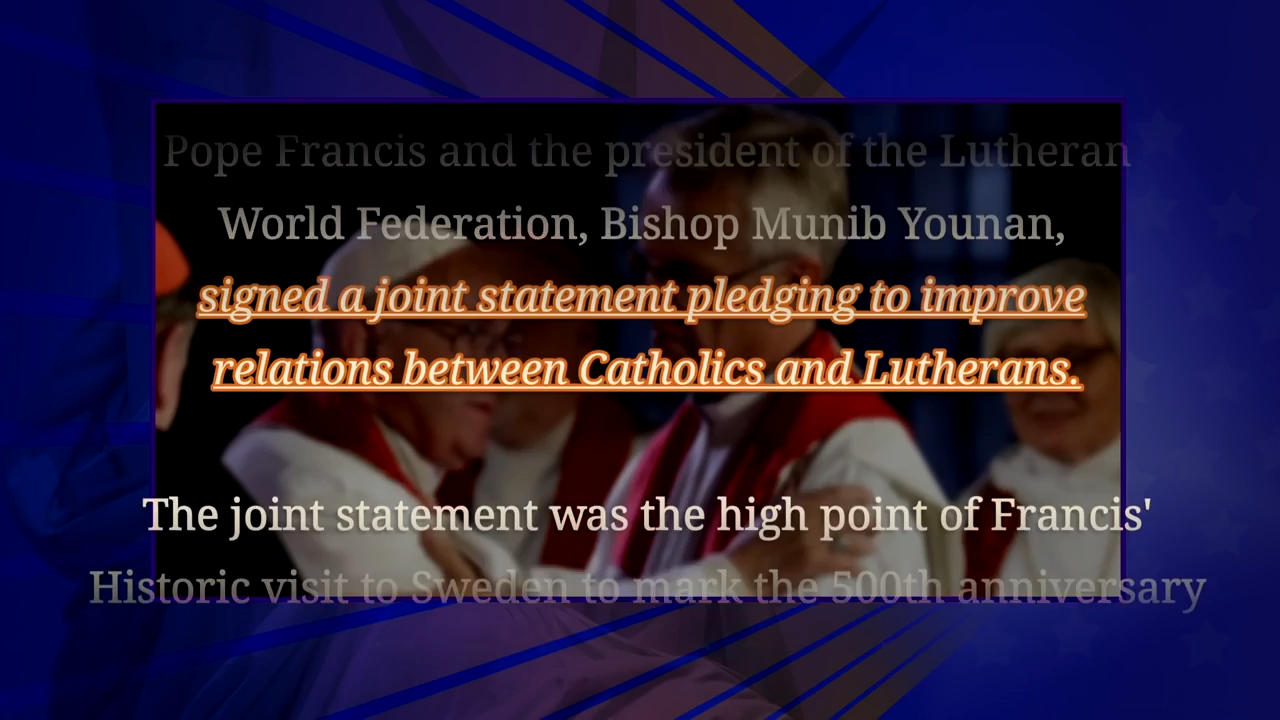 Pope Francis and the president of the Lutheran
World Federation, Bishop Munib Younan,
signed a joint statement pledging to improve
relations between Catholics and Lutherans.
The joint statement was the high point of Francis'
Historic visit to Sweden to mark the 500th anniversary